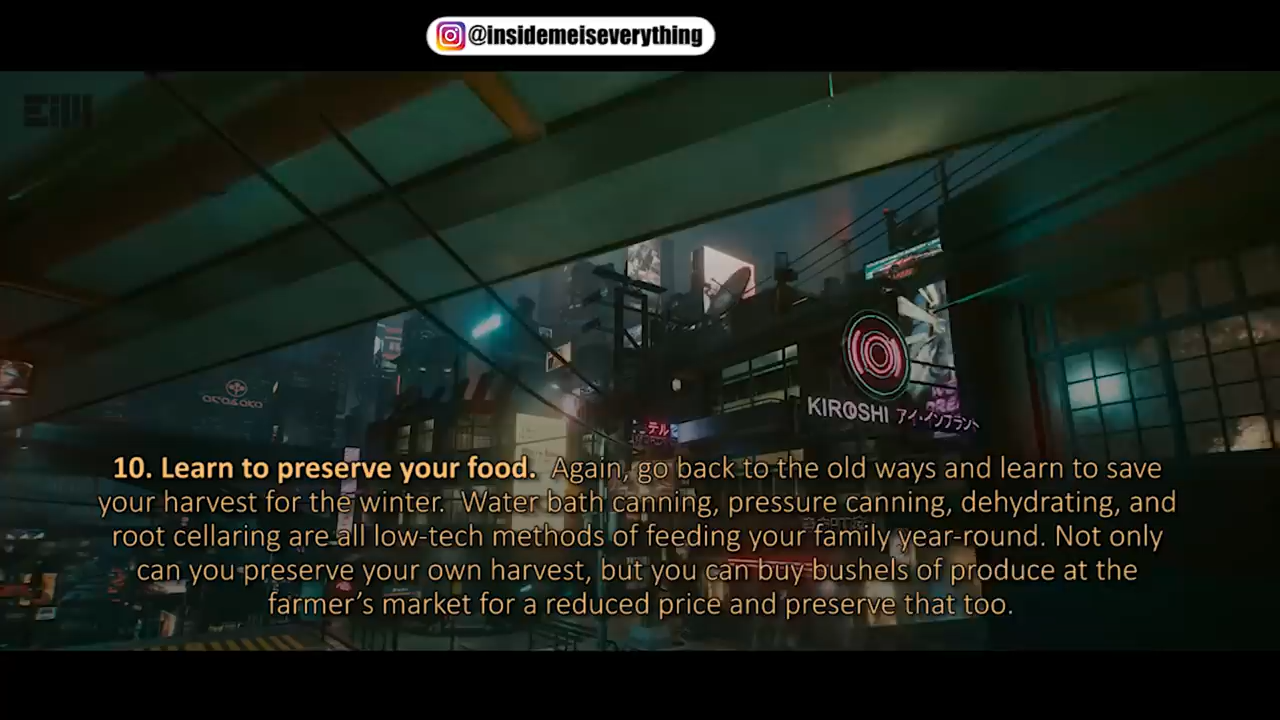 @insidemeiseverything
KIROSHI アイ・インプラント
テル
10. Learn to preserve your food. Again, go back to the old ways and learn to save
your harvest for the winter. Water bath canning, pressure canning, dehydrating, and
root cellaring are all low-tech methods of feeding your family year-round. Not only
can you preserve your own harvest, but you can buy bushels of produce at the
farmer’s market for a reduced price and preserve that too.